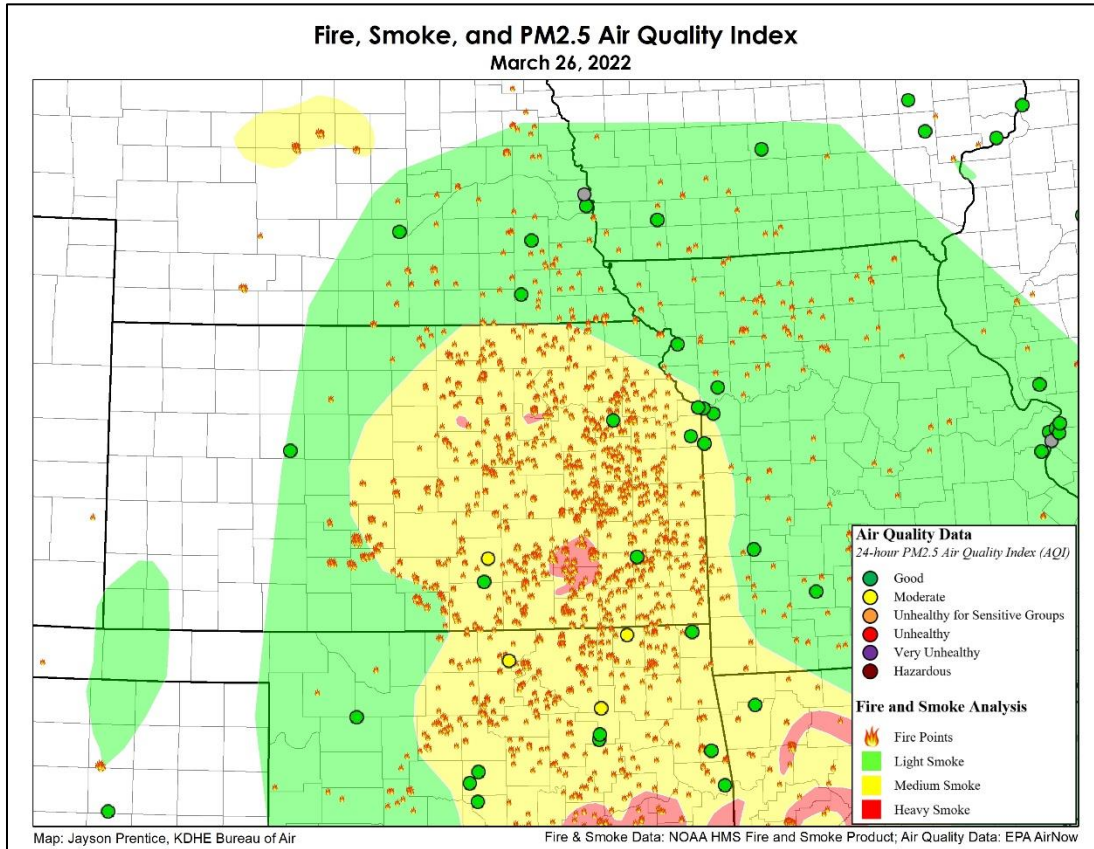 Fire, Smoke, and PM2.5 Air Quality Index
March 26, 2022
Air Quality Data
24-hour PM2.5 Air Quality Index (AQI)
Good
Moderate
Unhealthy for Sensitive Groups
Unhealthy
Very Unhealthy
Hazardous
Fire and Smoke Analysis
Fire Points
Light Smoke
Medium Smoke
Heavy Smoke
Map: Jayson Prentice, KDHE Bureau of Air
Fire & Smoke Data: NOAA HMS Fire and Smoke Product; Air Quality Data: EPA AirNow